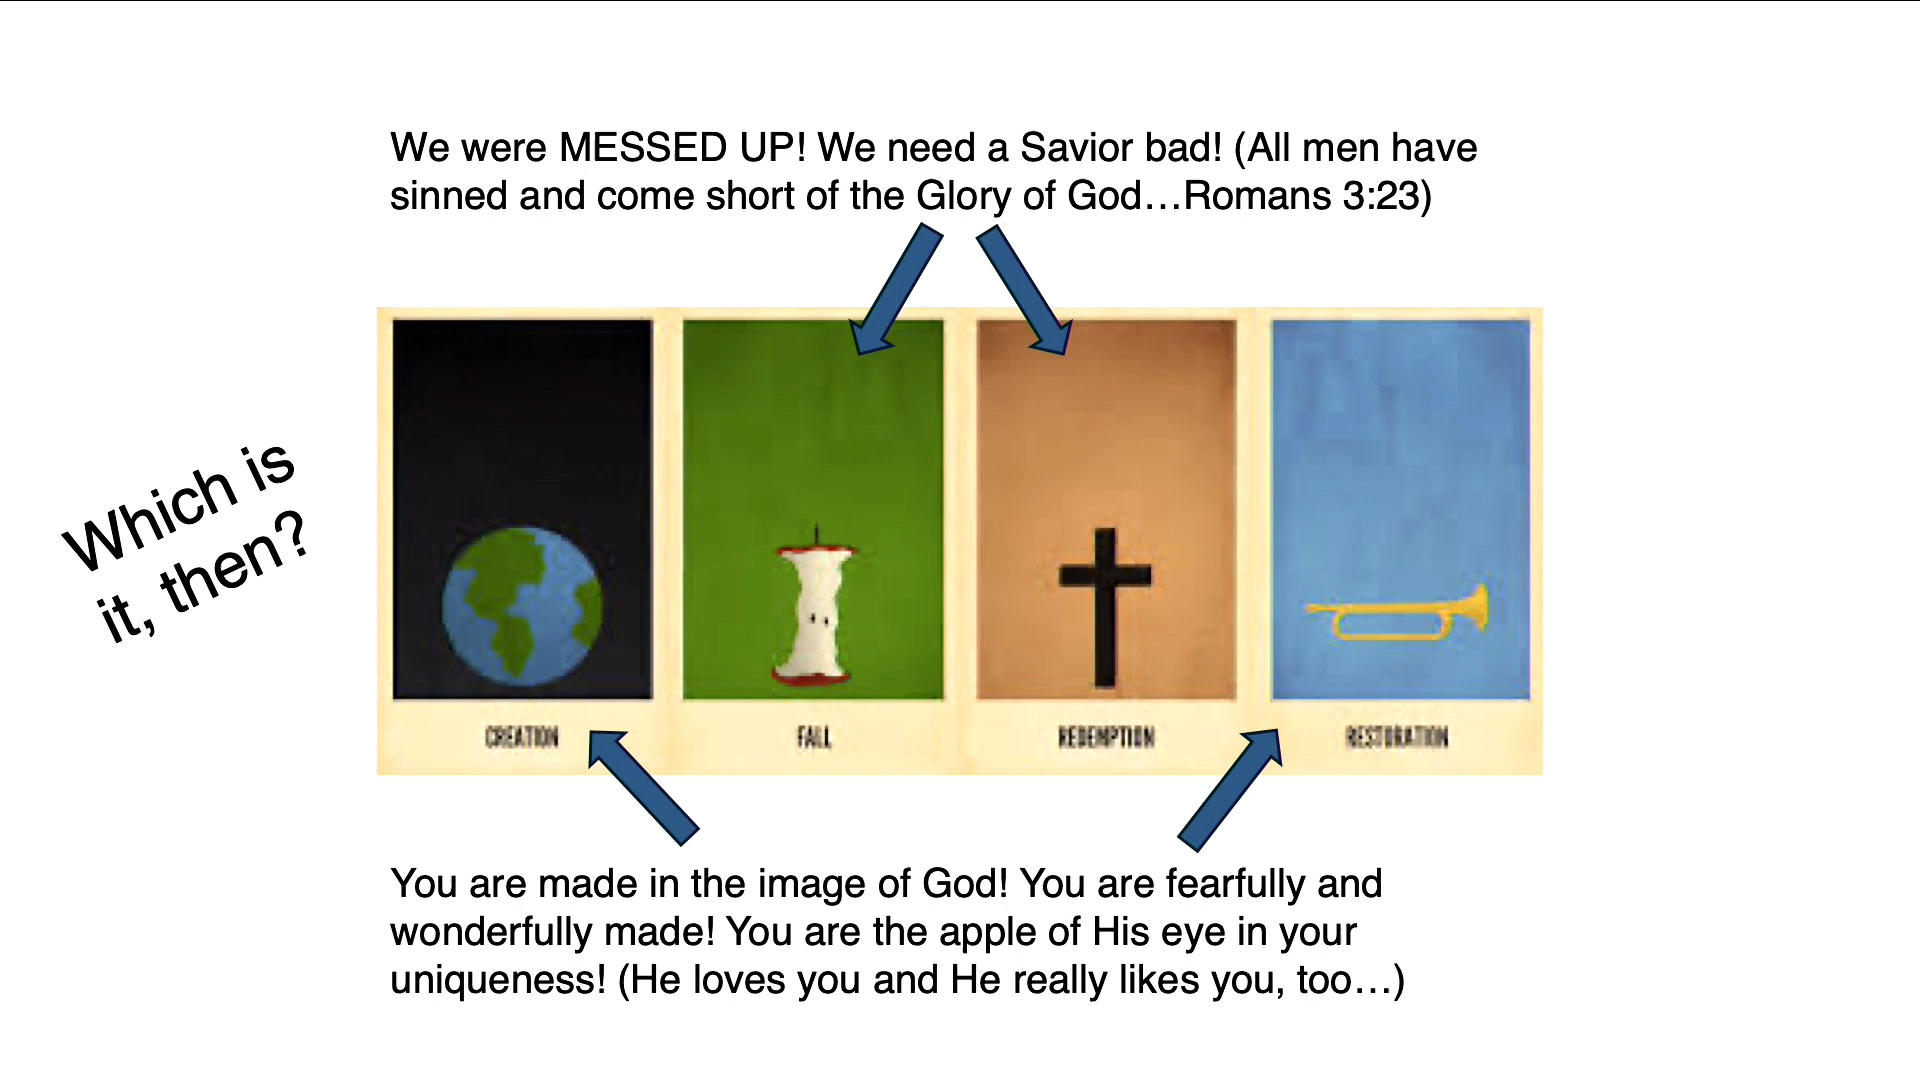 We were MESSED UP! We need a Savior bad! (All men have
sinned and come short of the Glory of God…Romans 3:23)
Which is
it, then?
CREATION
FALL
REDEMPTION
RESTORATION
You are made in the image of God! You are fearfully and
wonderfully made! You are the apple of His eye in your
uniqueness! (He loves you and He really likes you, too…)